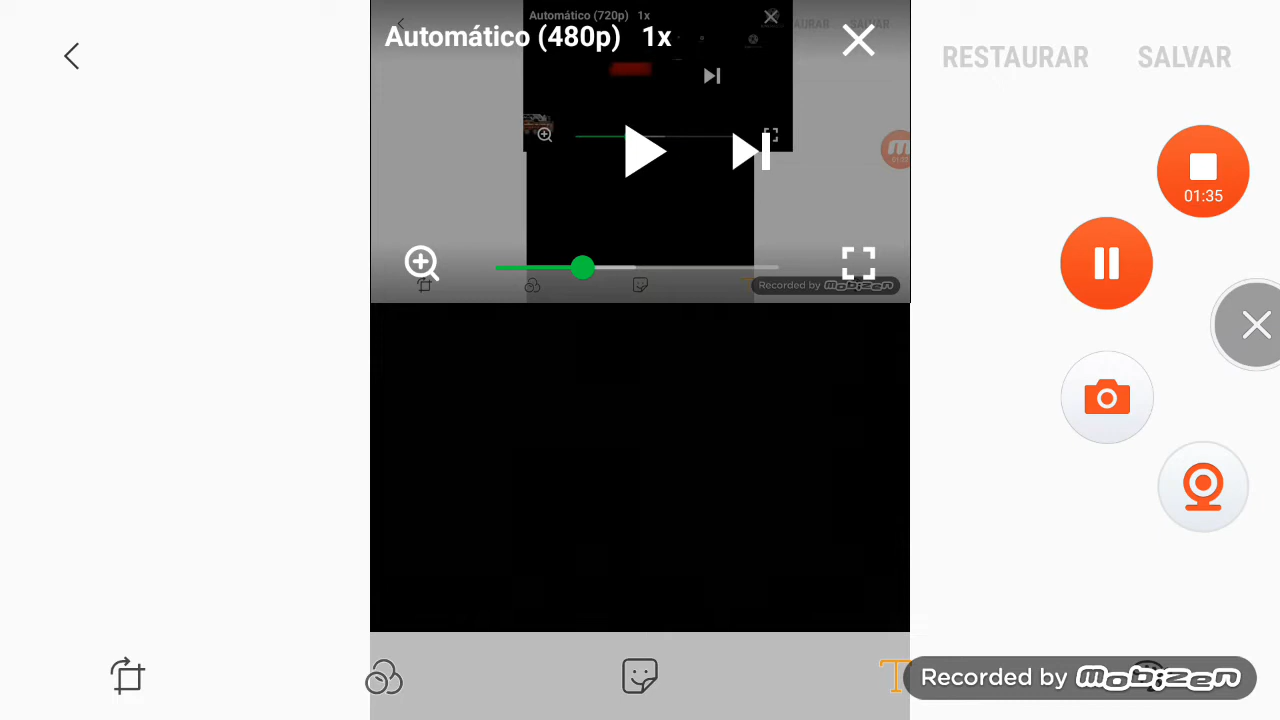 Automático (720p) 1x
Automático (480p) 1x
RESTAURAR SALVAR
01:35
Recorded by mobizen
T
Recorded by mobizen